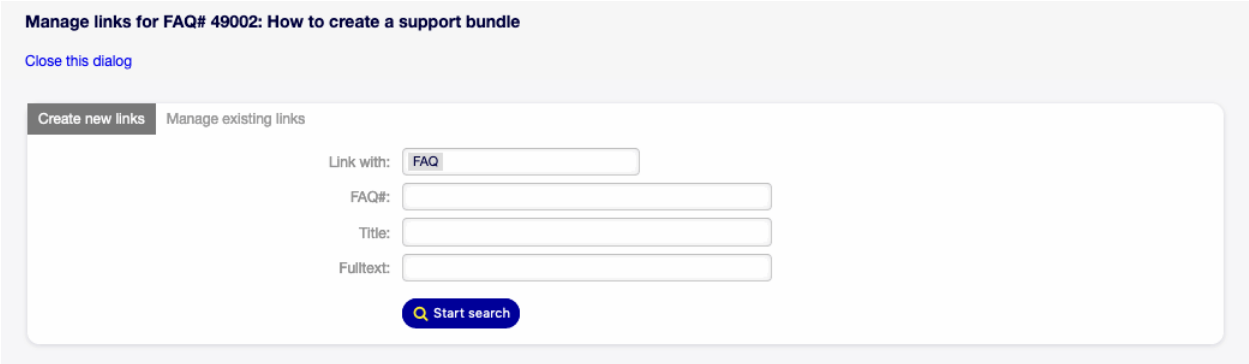 Manage links for FAQ# 49002: How to create a support bundle
Close this dialog
Create new links Manage existing links
Link with: FAQ
FAQ#:
Title:
Fulltext:
Start search